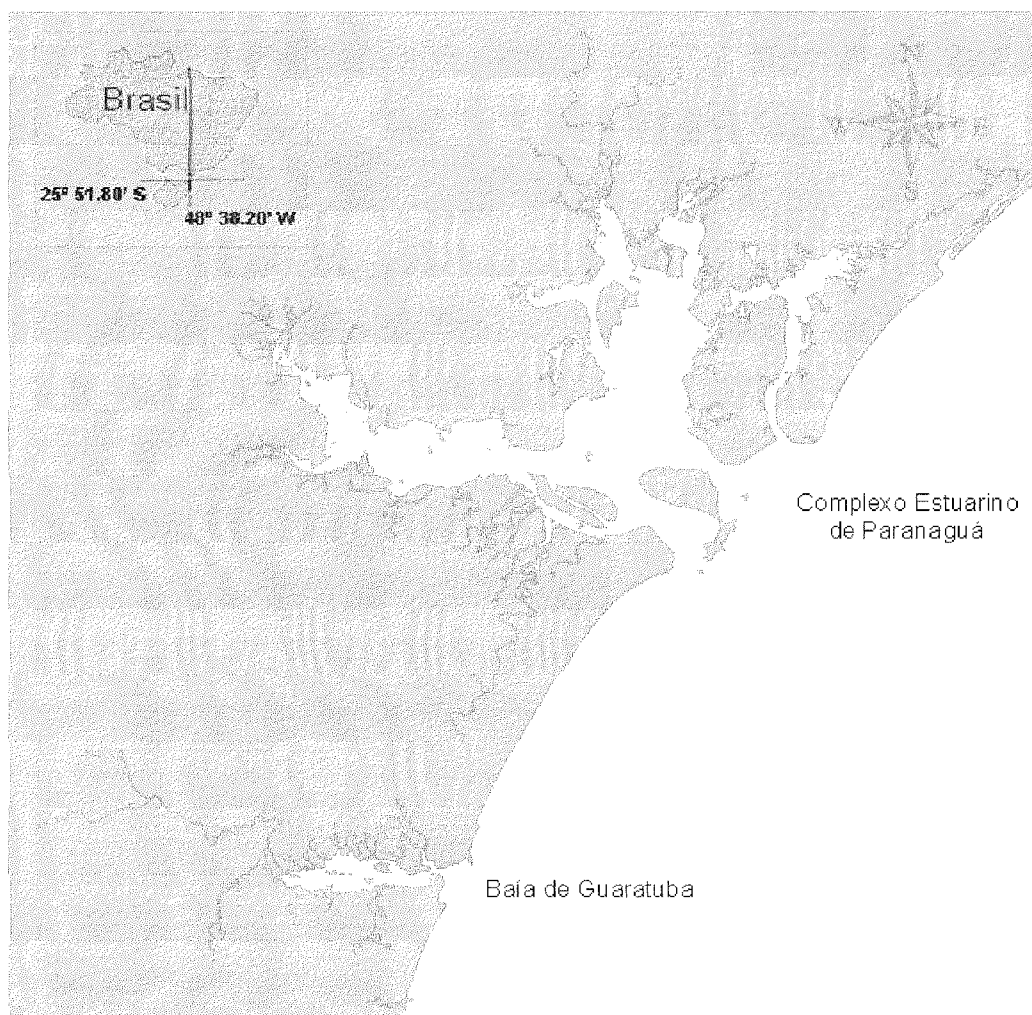 Brasil
25º 51.80' S
48º 38.20' W
N
S
Complexo Estuarino
de Paranaguá
Baía de Guaratuba